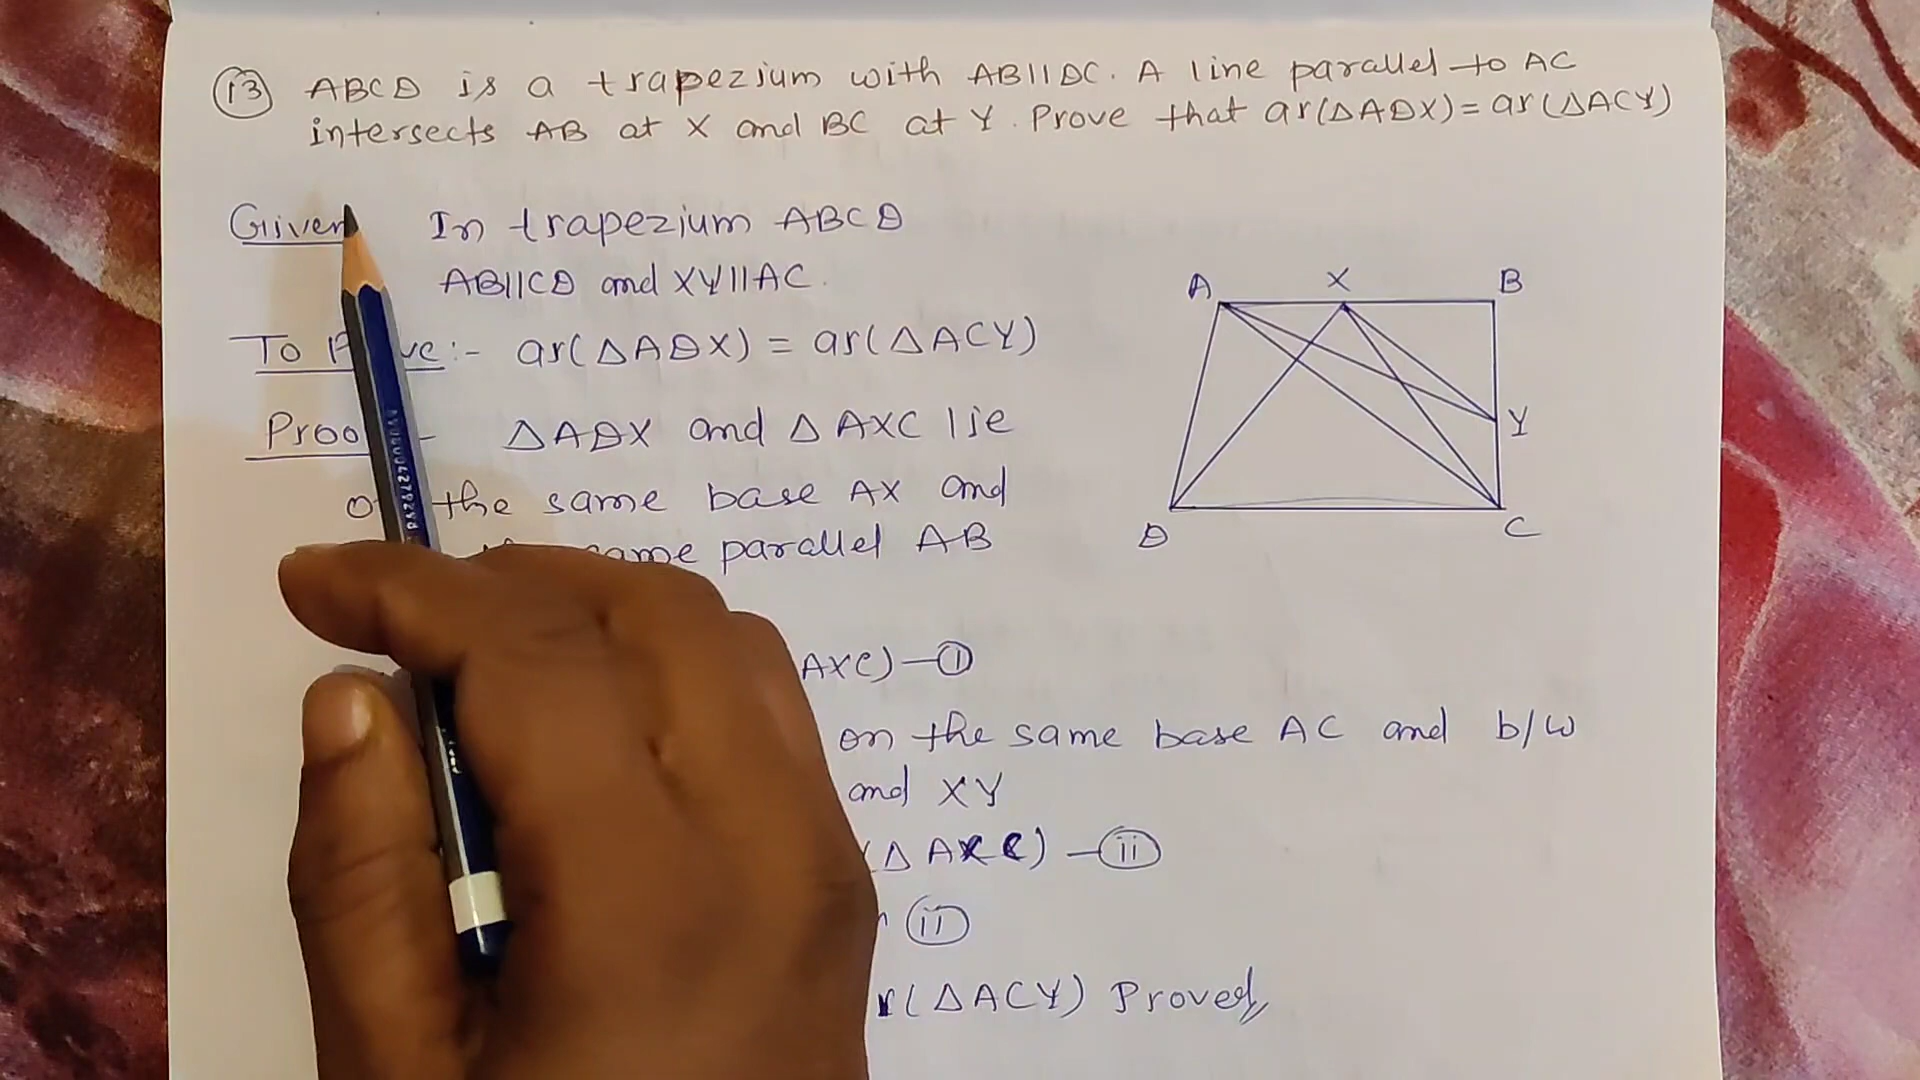 13 ABCD is a trapezium with AB||DC. A line parallel to AC
intersects AB at X and BC at Y. Prove that ar(ΔADX)=ar(ΔACY)
Given In trapezium ABCD
AB||CD and XY||AC.
To :- ar(ΔADX) = ar(ΔACY)
ΔADX and ΔAXC lie
the same base AX and
same parallel AB
AXC)—(i)
on the same base AC and b/w
and XY
(ΔAXC)—(ii)
(ii)
r(ΔACY) Proved
A X B
Y
D C